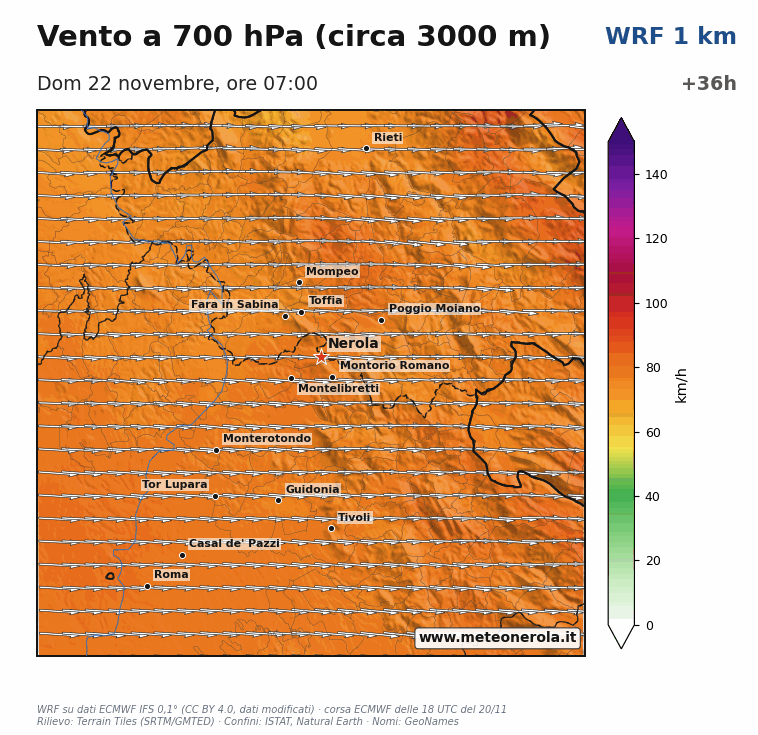 Vento a 700 hPa (circa 3000 m)
WRF 1 km
Dom 22 novembre, ore 07:00
+36h
Rieti
Mompeo
Fara in Sabina
Toffia
Poggio Moiano
Nerola
Montorio Romano
Montelibretti
Monterotondo
Tor Lupara
Guidonia
Tivoli
Casal de' Pazzi
Roma
www.meteonerola.it
140
120
100
80
60
40
20
0
km/h
WRF su dati ECMWF IFS 0,1° (CC BY 4.0, dati modificati) · corsa ECMWF delle 18 UTC del 20/11
Rilievo: Terrain Tiles (SRTM/GMTED) · Confini: ISTAT, Natural Earth · Nomi: GeoNames